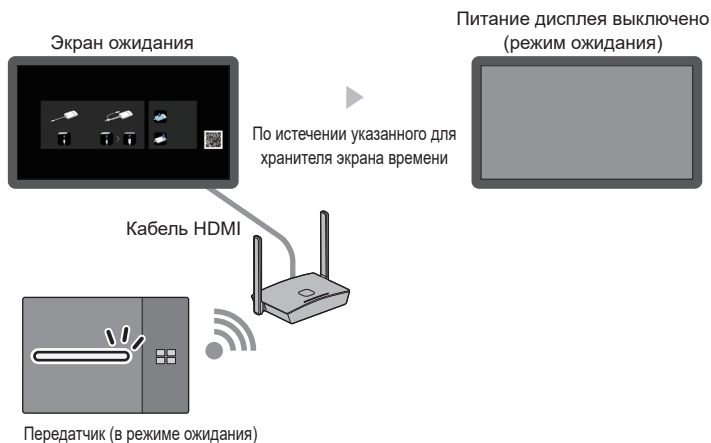 Экран ожидания
Питание дисплея выключено
(режим ожидания)
По истечении указанного для
хранителя экрана времени
Кабель HDMI
Передатчик (в режиме ожидания)